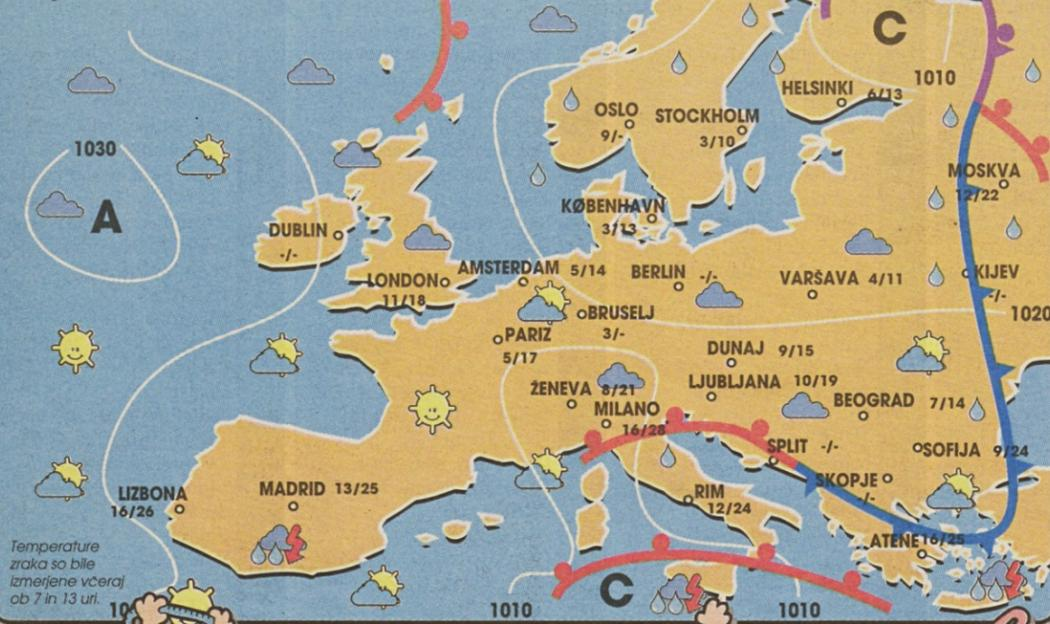 C
1010
HELSINKI 6/13
OSLO
9/-
STOCKHOLM
3/10
1030
A
MOSKVA
12/22
KØBENHAVN
3/13
DUBLIN
-/-
AMSTERDAM 5/14
BERLIN -/-
VARŠAVA 4/11
KIJEV
-/-
LONDON
11/18
BRUSELJ
3/-
1020
PARIZ
5/17
DUNAJ 9/15
ŽENEVA 8/21
LJUBLJANA 10/19
MILANO
16/28
BEOGRAD 7/14
SPLIT -/-
SOFIJA 9/24
SKOPJE
-/-
LIZBONA
16/26
MADRID 13/25
RIM
12/24
ATENE 16/25
Temperature
zraka so bile
izmerjene včeraj
ob 7 in 13 uri.
C
1010
1010